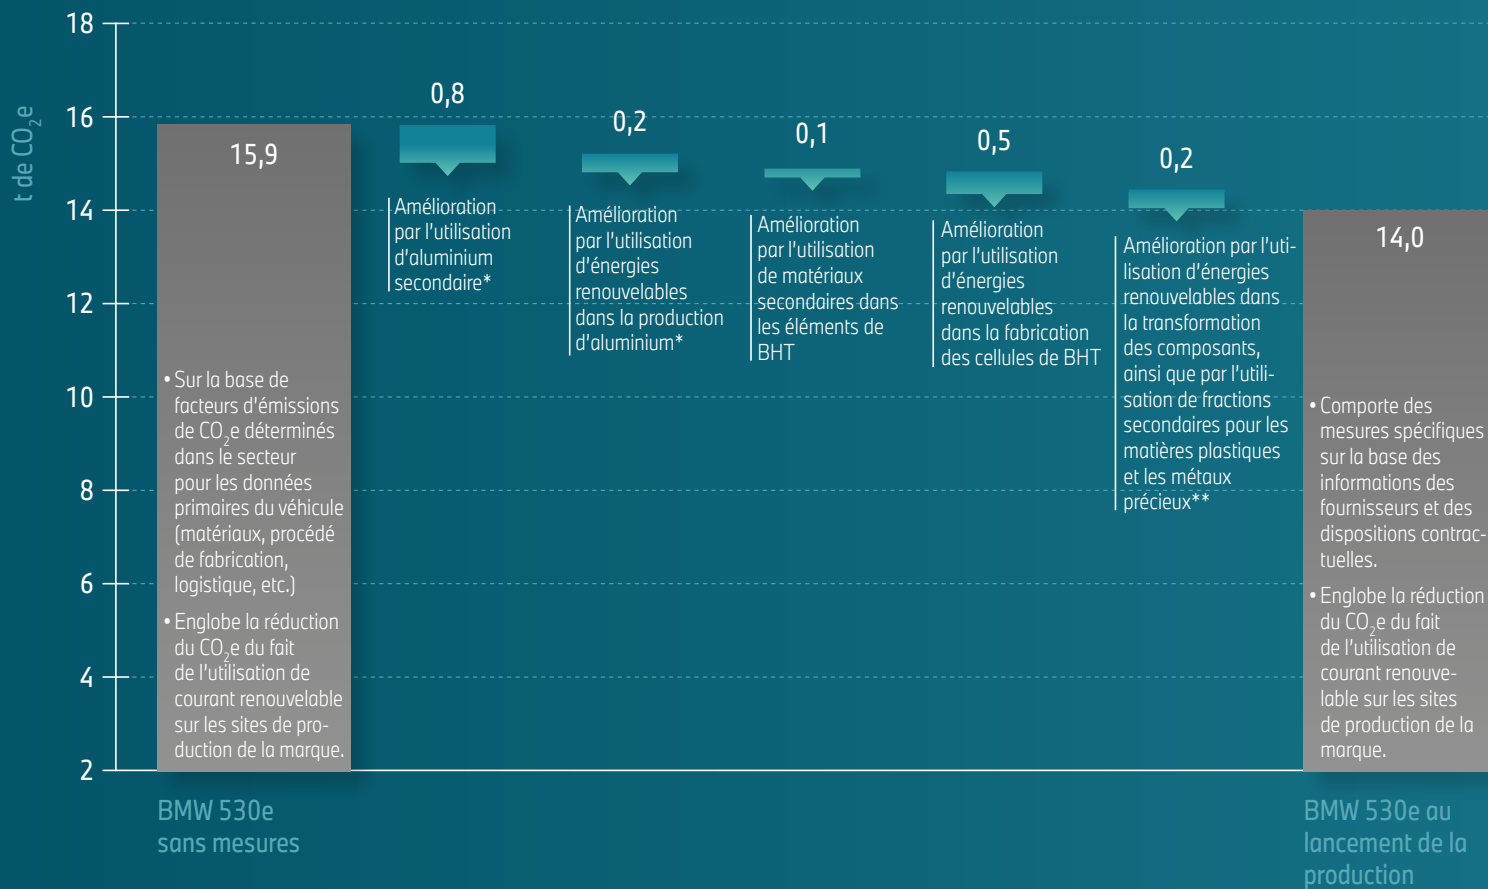 t de CO₂e
18
16
14
12
10
8
6
4
2
15,9
• Sur la base de
facteurs d'émissions
de CO₂e déterminés
dans le secteur
pour les données
primaires du véhicule
(matériaux, procédé
de fabrication,
logistique, etc.)
• Englobe la réduction
du CO₂e du fait
de l'utilisation de
courant renouvelable
sur les sites de pro-
duction de la marque.
BMW 530e
sans mesures
0,8
Amélioration
par l'utilisation
d'aluminium
secondaire*
0,2
Amélioration
par l'utilisation
d'énergies
renouvelables
dans la production
d'aluminium*
0,1
Amélioration
par l'utilisation
de matériaux
secondaires dans
les éléments de
BHT
0,5
Amélioration
par l'utilisation
d'énergies
renouvelables
dans la fabrication
des cellules de BHT
0,2
Amélioration par l'uti-
lisation d'énergies
renouvelables dans
la transformation
des composants,
ainsi que par l'utili-
sation de fractions
secondaires pour les
matières plastiques
et les métaux
précieux**
14,0
• Comporte des
mesures spécifiques
sur la base des
informations des
fournisseurs et des
dispositions contrac-
tuelles.
• Englobe la réduction
du CO₂e du fait
de l'utilisation de
courant renouve-
lable sur les sites
de production de la
marque.
BMW 530e au
lancement de la
production